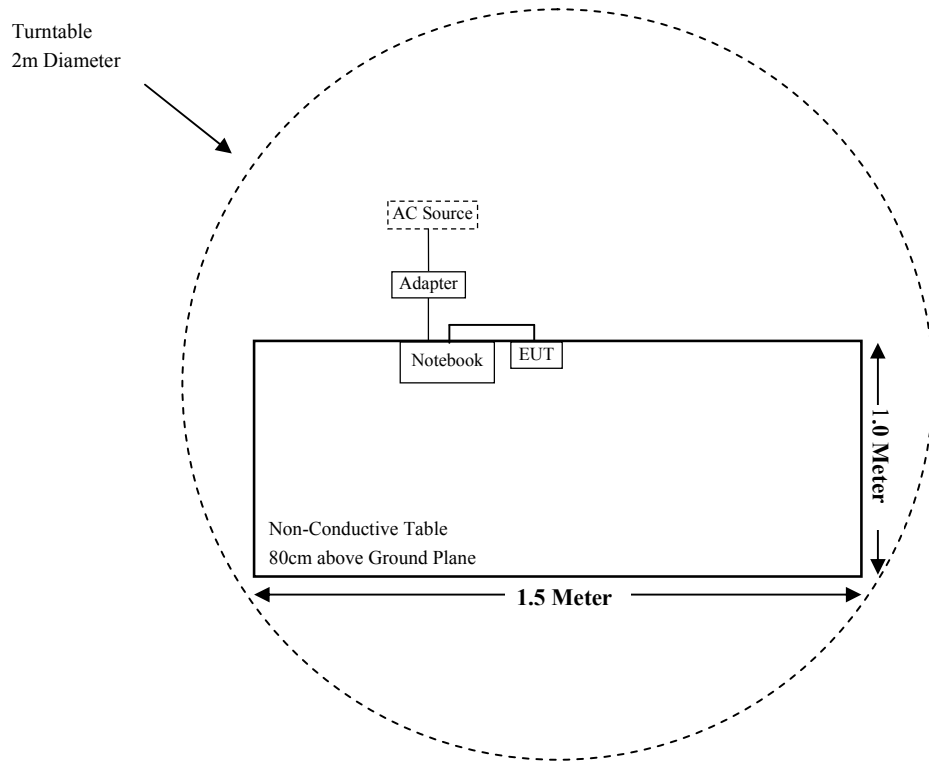 Turntable
2m Diameter
AC Source
Adapter
Notebook
EUT
1.0 Meter
Non-Conductive Table
80cm above Ground Plane
1.5 Meter